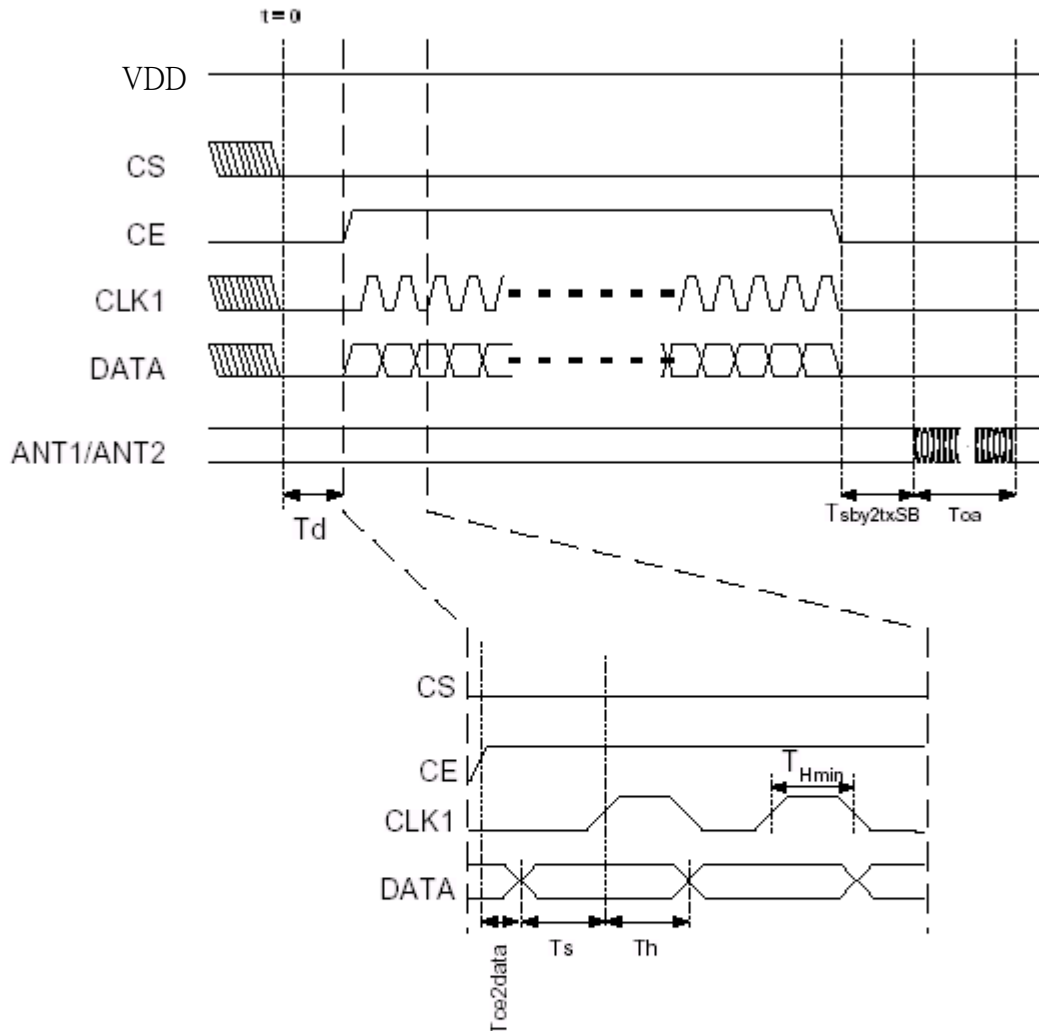 t = 0
VDD
CS
CE
CLK1
DATA
ANT1/ANT2
Td
Tsby2txSB
Toa
CS
CE
THmin
CLK1
DATA
Tce2data
Ts
Th